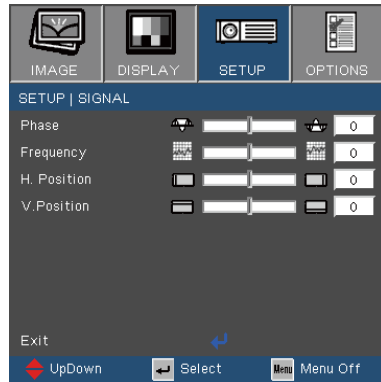 IMAGE DISPLAY SETUP OPTIONS
SETUP | SIGNAL
Phase 0
Frequency 0
H. Position 0
V.Position 0
Exit
UpDown Select Menu Menu Off